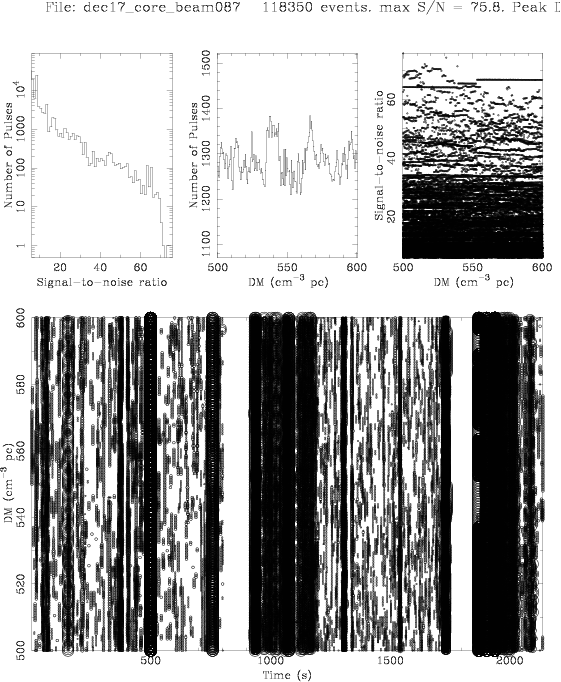 File: dec17_core_beam087 118350 events. max S/N = 75.8. Peak D
Number of Pulses
1 10 100 1000 10^4
20 40 60
Signal-to-noise ratio
Number of Pulses
1100 1200 1300 1400 1500
500 550 600
DM (cm^-3 pc)
Signal-to-noise ratio
20 40 60
500 550 600
DM (cm^-3 pc)
DM (cm^-3 pc)
500 520 540 560 580 600
500 1000 1500 2000
Time (s)